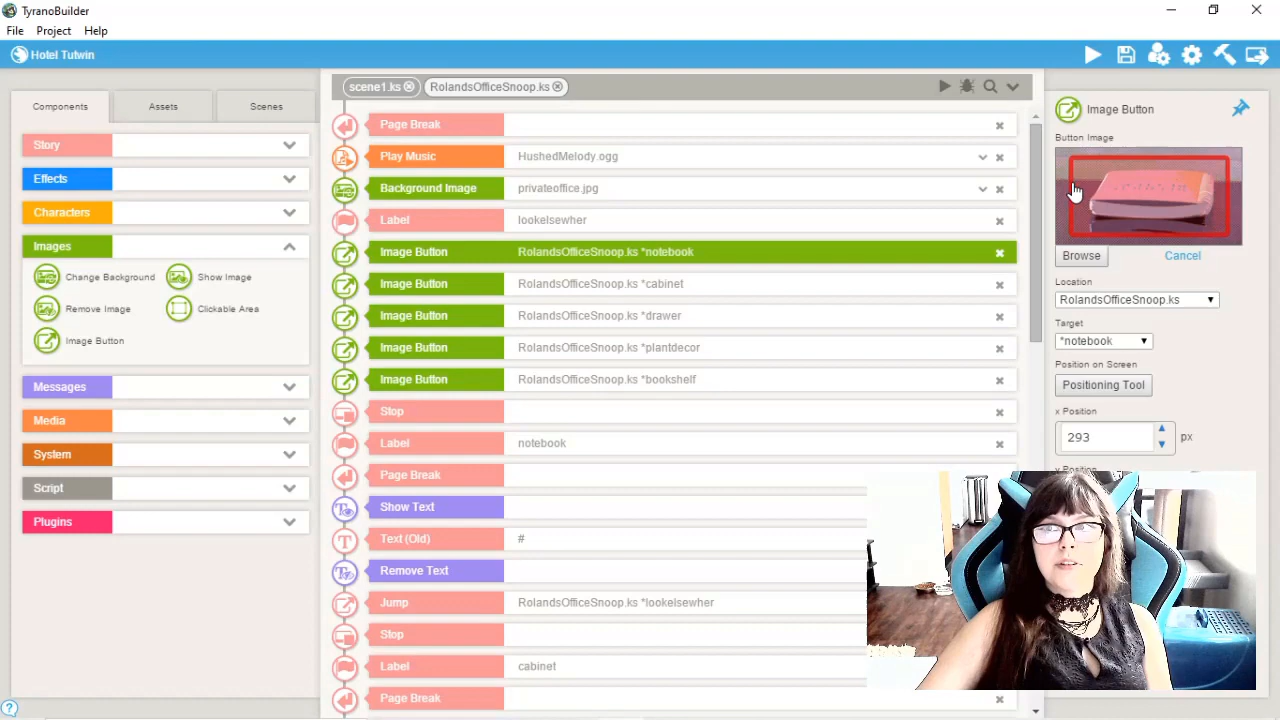 TyranoBuilder
File Project Help
Hotel Tutwin
Components Assets Scenes
Story
Effects
Characters
Images
Change Background Show Image
Remove Image Clickable Area
Image Button
Messages
Media
System
Script
Plugins
?
scene1.ks RolandsOfficeSnoop.ks
Page Break
Play Music HushedMelody.ogg
Background Image privateoffice.jpg
Label lookelsewher
Image Button RolandsOfficeSnoop.ks *notebook
Image Button RolandsOfficeSnoop.ks *cabinet
Image Button RolandsOfficeSnoop.ks *drawer
Image Button RolandsOfficeSnoop.ks *plantdecor
Image Button RolandsOfficeSnoop.ks *bookshelf
Stop
Label notebook
Page Break
Show Text
Text (Old) #
Remove Text
Jump RolandsOfficeSnoop.ks *lookelsewher
Stop
Label cabinet
Page Break
Image Button
Button Image
Browse Cancel
Location
RolandsOfficeSnoop.ks
Target
*notebook
Position on Screen
Positioning Tool
x Position
293 px